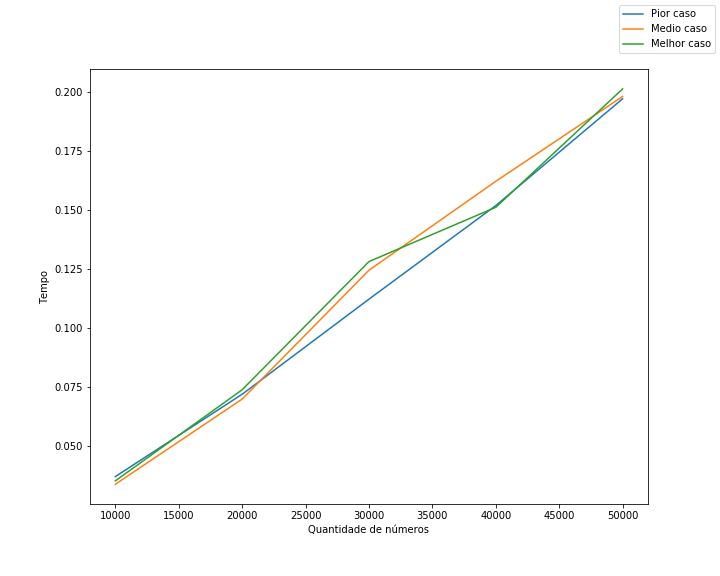 Pior caso
Medio caso
Melhor caso
0.200
0.175
0.150
0.125
0.100
0.075
0.050
Tempo
10000 15000 20000 25000 30000 35000 40000 45000 50000
Quantidade de números